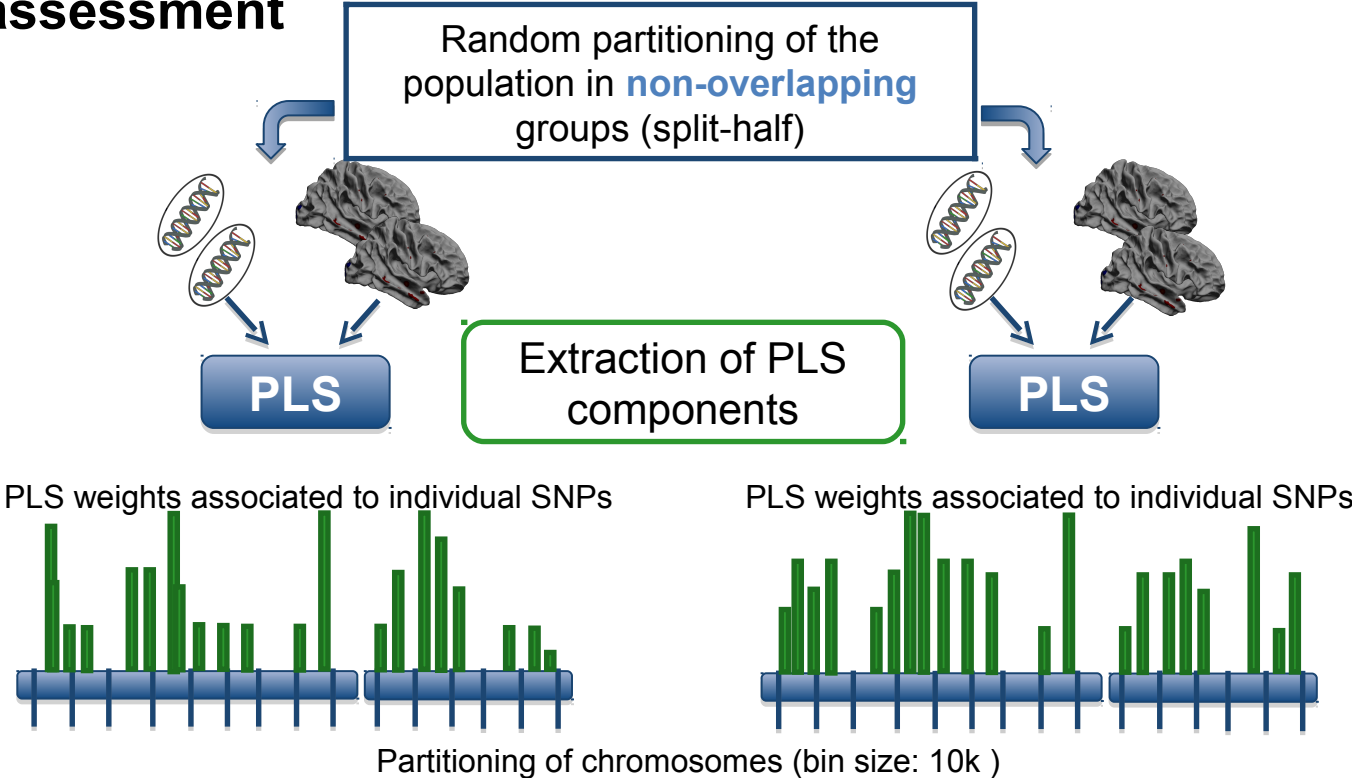 assessment
Random partitioning of the
population in non-overlapping
groups (split-half)
Extraction of PLS
components
PLS
PLS
PLS weights associated to individual SNPs
PLS weights associated to individual SNPs
Partitioning of chromosomes (bin size: 10k )